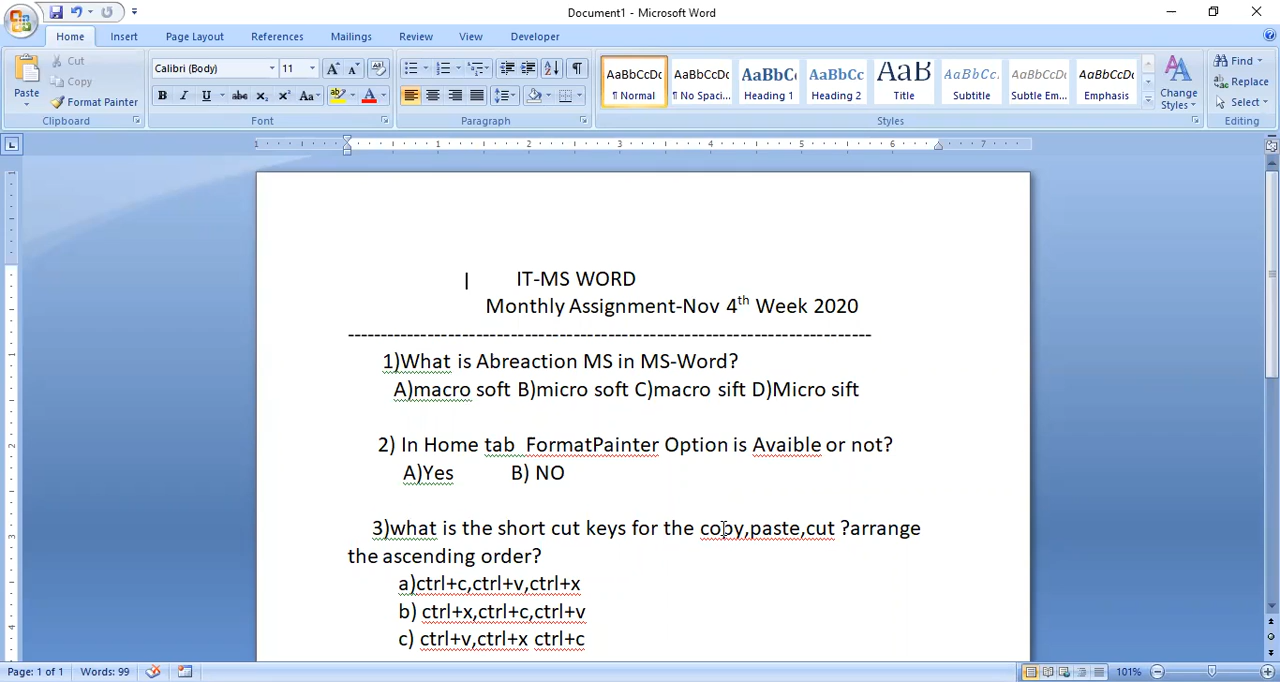 Document1 - Microsoft Word
Home Insert Page Layout References Mailings Review View Developer
Cut
Copy
Format Painter
Paste
Clipboard
Calibri (Body) 11
Font
Paragraph
AaBbCcDc AaBbCcDc AaBbCc AaBbCc AaB AaBbCc. AaBbCcDc AaBbCcDc
¶ Normal ¶ No Spaci... Heading 1 Heading 2 Title Subtitle Subtle Em... Emphasis
Change Styles
Styles
Find
Replace
Select
Editing
IT-MS WORD
Monthly Assignment-Nov 4th Week 2020
--------------------------------------------------------------------------------
1)What is Abreaction MS in MS-Word?
A)macro soft B)micro soft C)macro sift D)Micro sift
2) In Home tab FormatPainter Option is Avaible or not?
A)Yes B) NO
3)what is the short cut keys for the copy,paste,cut ?arrange
the ascending order?
a)ctrl+c,ctrl+v,ctrl+x
b) ctrl+x,ctrl+c,ctrl+v
c) ctrl+v,ctrl+x ctrl+c
Page: 1 of 1 Words: 99 101%